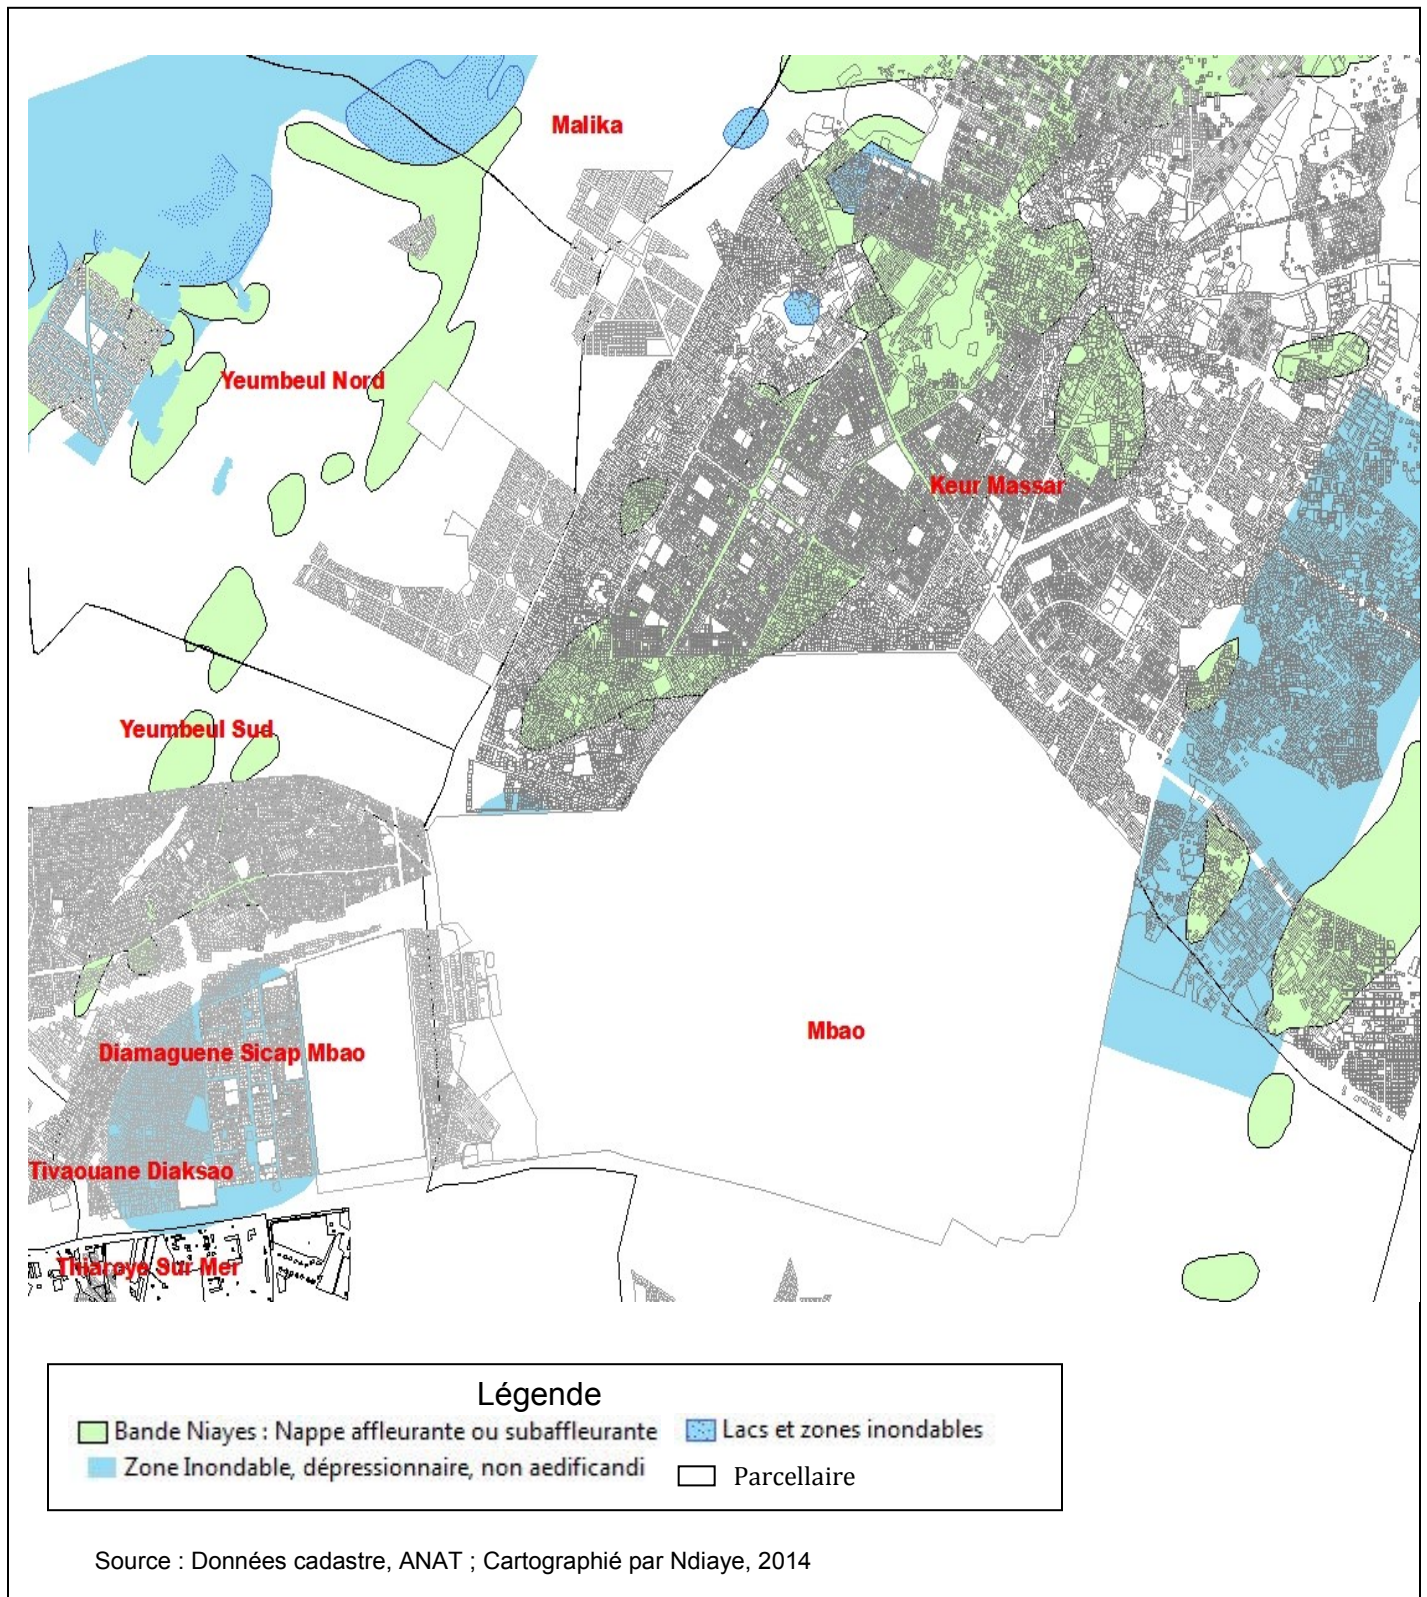 Malika
Yeumbeul Nord
Keur Massar
Yeumbeul Sud
Mbao
Diamaguene Sicap Mbao
Tivaouane Diaksao
Thiaroye Sur Mer
Légende
Bande Niayes : Nappe affleurante ou subaffleurante
Lacs et zones inondables
Zone Inondable, dépressionnaire, non aedificandi
Parcellaire
Source : Données cadastre, ANAT ; Cartographié par Ndiaye, 2014